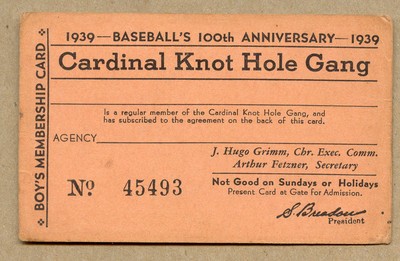 1939—BASEBALL'S 100th ANNIVERSARY—1939
Cardinal Knot Hole Gang
Is a regular member of the Cardinal Knot Hole Gang, and
has subscribed to the agreement on the back of this card.
AGENCY
J. Hugo Grimm, Chr. Exec. Comm.
Arthur Fetzner, Secretary
No 45493
Not Good on Sundays or Holidays
Present Card at Gate for Admission.
S. Breadon
President
BOY'S MEMBERSHIP CARD